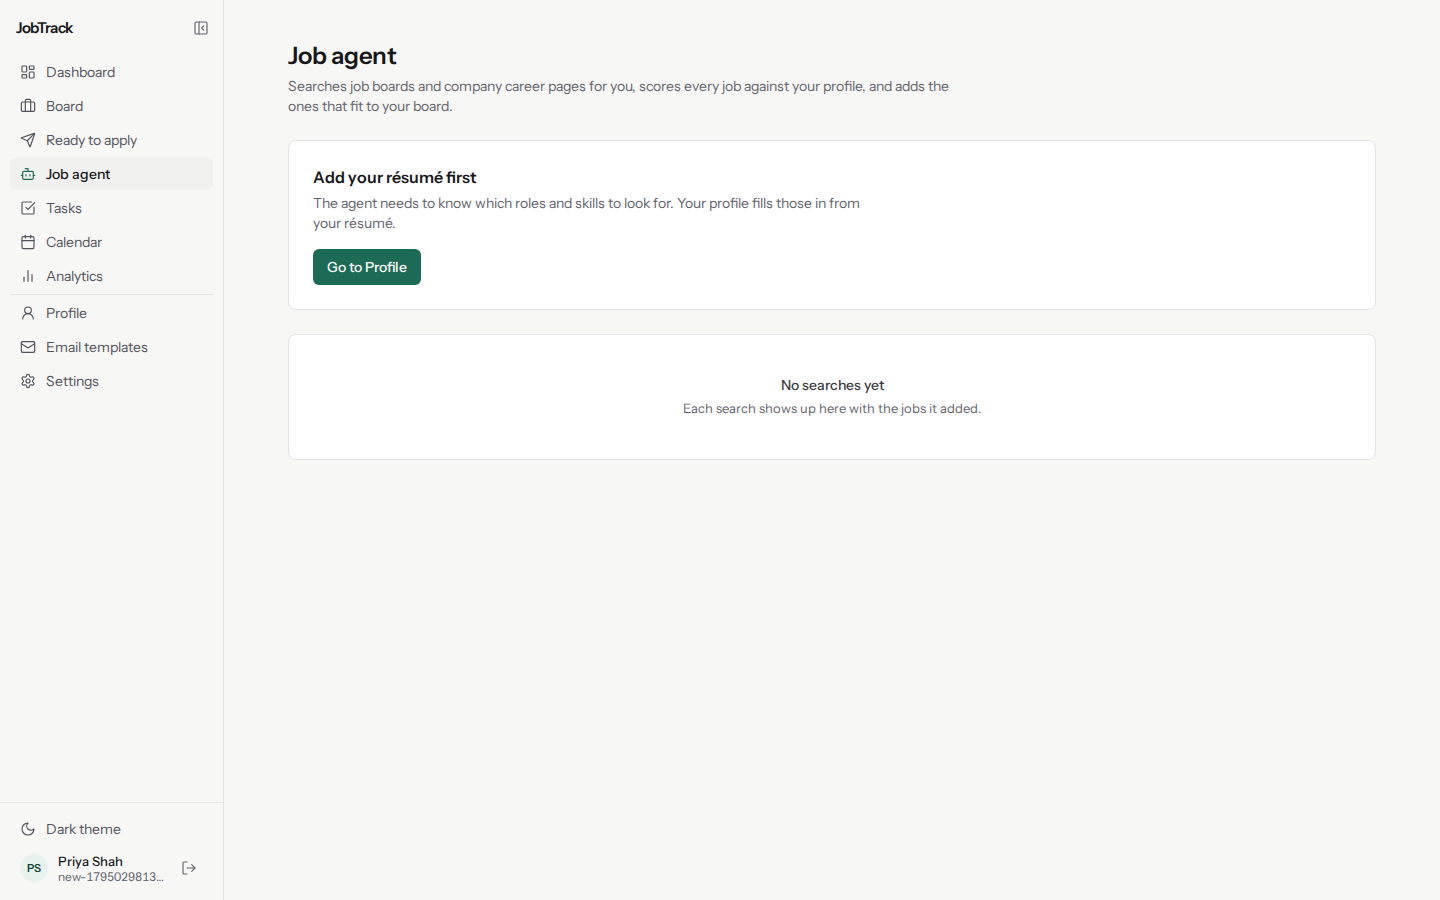 JobTrack
Dashboard
Board
Ready to apply
Job agent
Tasks
Calendar
Analytics
Profile
Email templates
Settings
Dark theme
PS
Priya Shah
new-1795029813...
Job agent
Searches job boards and company career pages for you, scores every job against your profile, and adds the
ones that fit to your board.
Add your résumé first
The agent needs to know which roles and skills to look for. Your profile fills those in from
your résumé.
Go to Profile
No searches yet
Each search shows up here with the jobs it added.